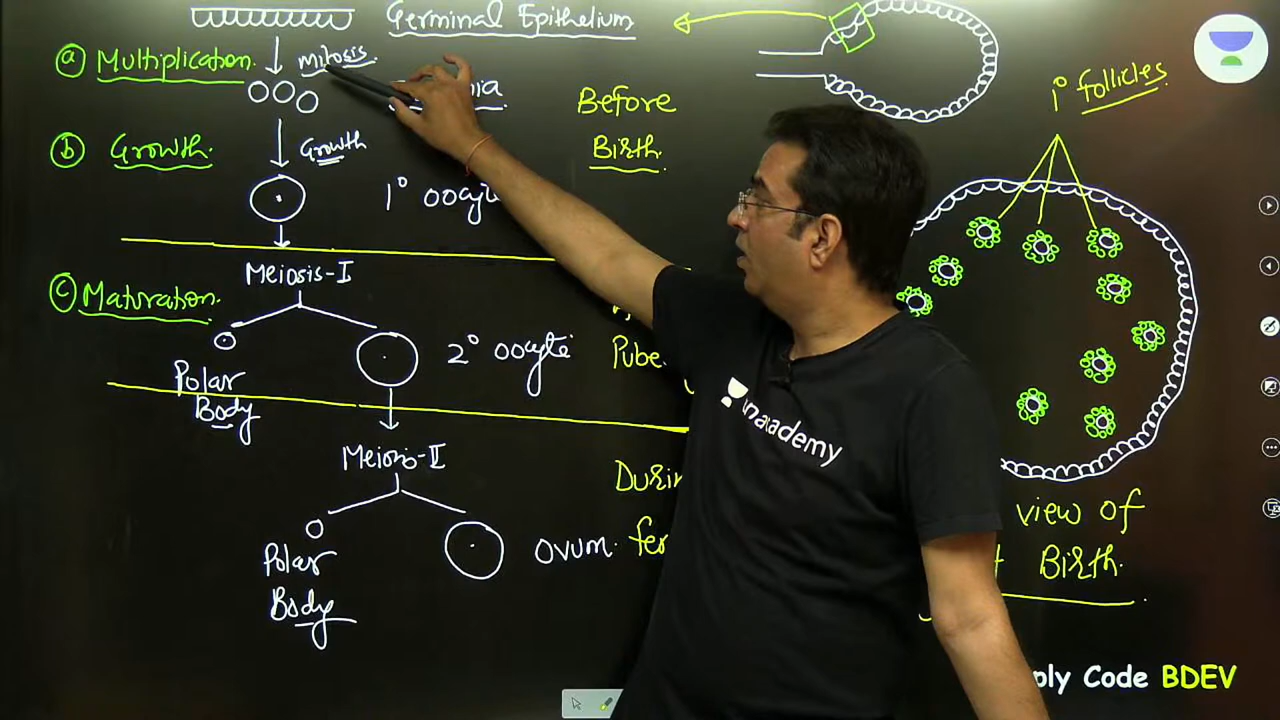 Germinal Epithelium
1° follicles
ⓐ Multiplication. mitosis
Before
Birth.
ⓑ Growth. Growth
1° oocyte
Meiosis-I
ⓒ Maturation.
2° oocyte
Polar
Body
Meiosis-II
ovum.
Polar
Body
view of
Birth.
unacademy
Code BDEV